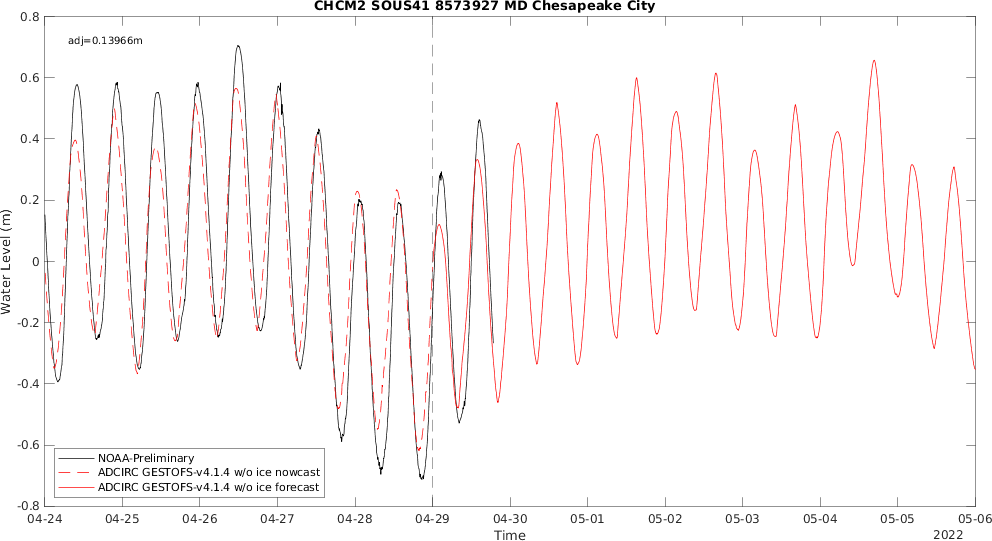 CHCM2 SOUS41 8573927 MD Chesapeake City
adj=0.13966m
0.8
0.6
0.4
0.2
0
-0.2
-0.4
-0.6
-0.8
Water Level (m)
NOAA-Preliminary
ADCIRC GESTOFS-v4.1.4 w/o ice nowcast
ADCIRC GESTOFS-v4.1.4 w/o ice forecast
04-24 04-25 04-26 04-27 04-28 04-29 04-30 05-01 05-02 05-03 05-04 05-05 05-06
Time
2022